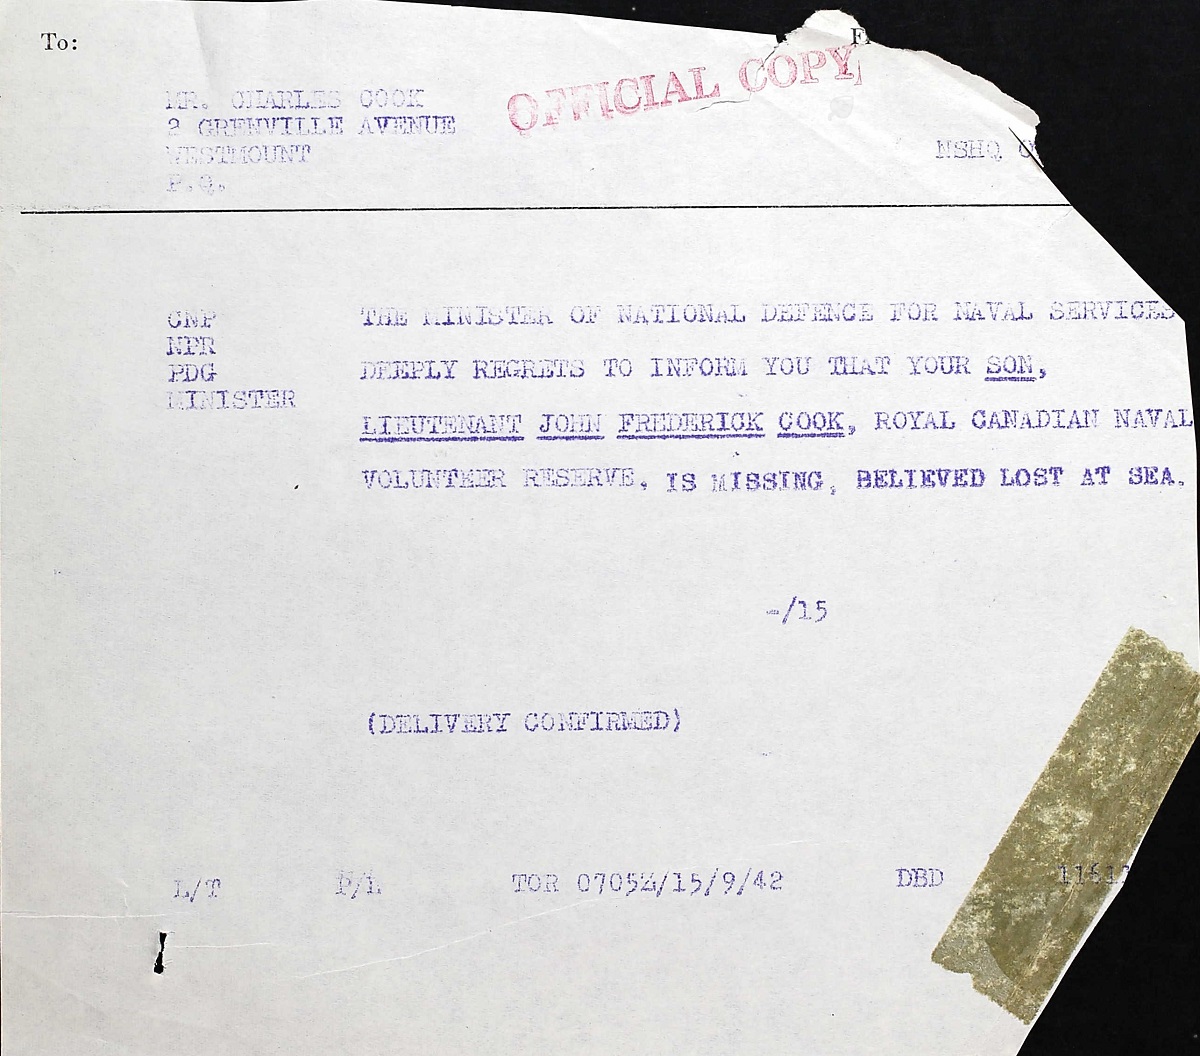 To:
OFFICIAL COPY
MR. CHARLES COOK
2 GRENVILLE AVENUE
WESTMOUNT
P.Q.
NSHQ
CNP
NPR
PDG
MINISTER
THE MINISTER OF NATIONAL DEFENCE FOR NAVAL SERVICES
DEEPLY REGRETS TO INFORM YOU THAT YOUR SON,
LIEUTENANT JOHN FREDERICK COOK, ROYAL CANADIAN NAVAL
VOLUNTEER RESERVE, IS MISSING, BELIEVED LOST AT SEA.
-/15
(DELIVERY CONFIRMED)
L/T P/L TOR 0705Z/15/9/42 DBD